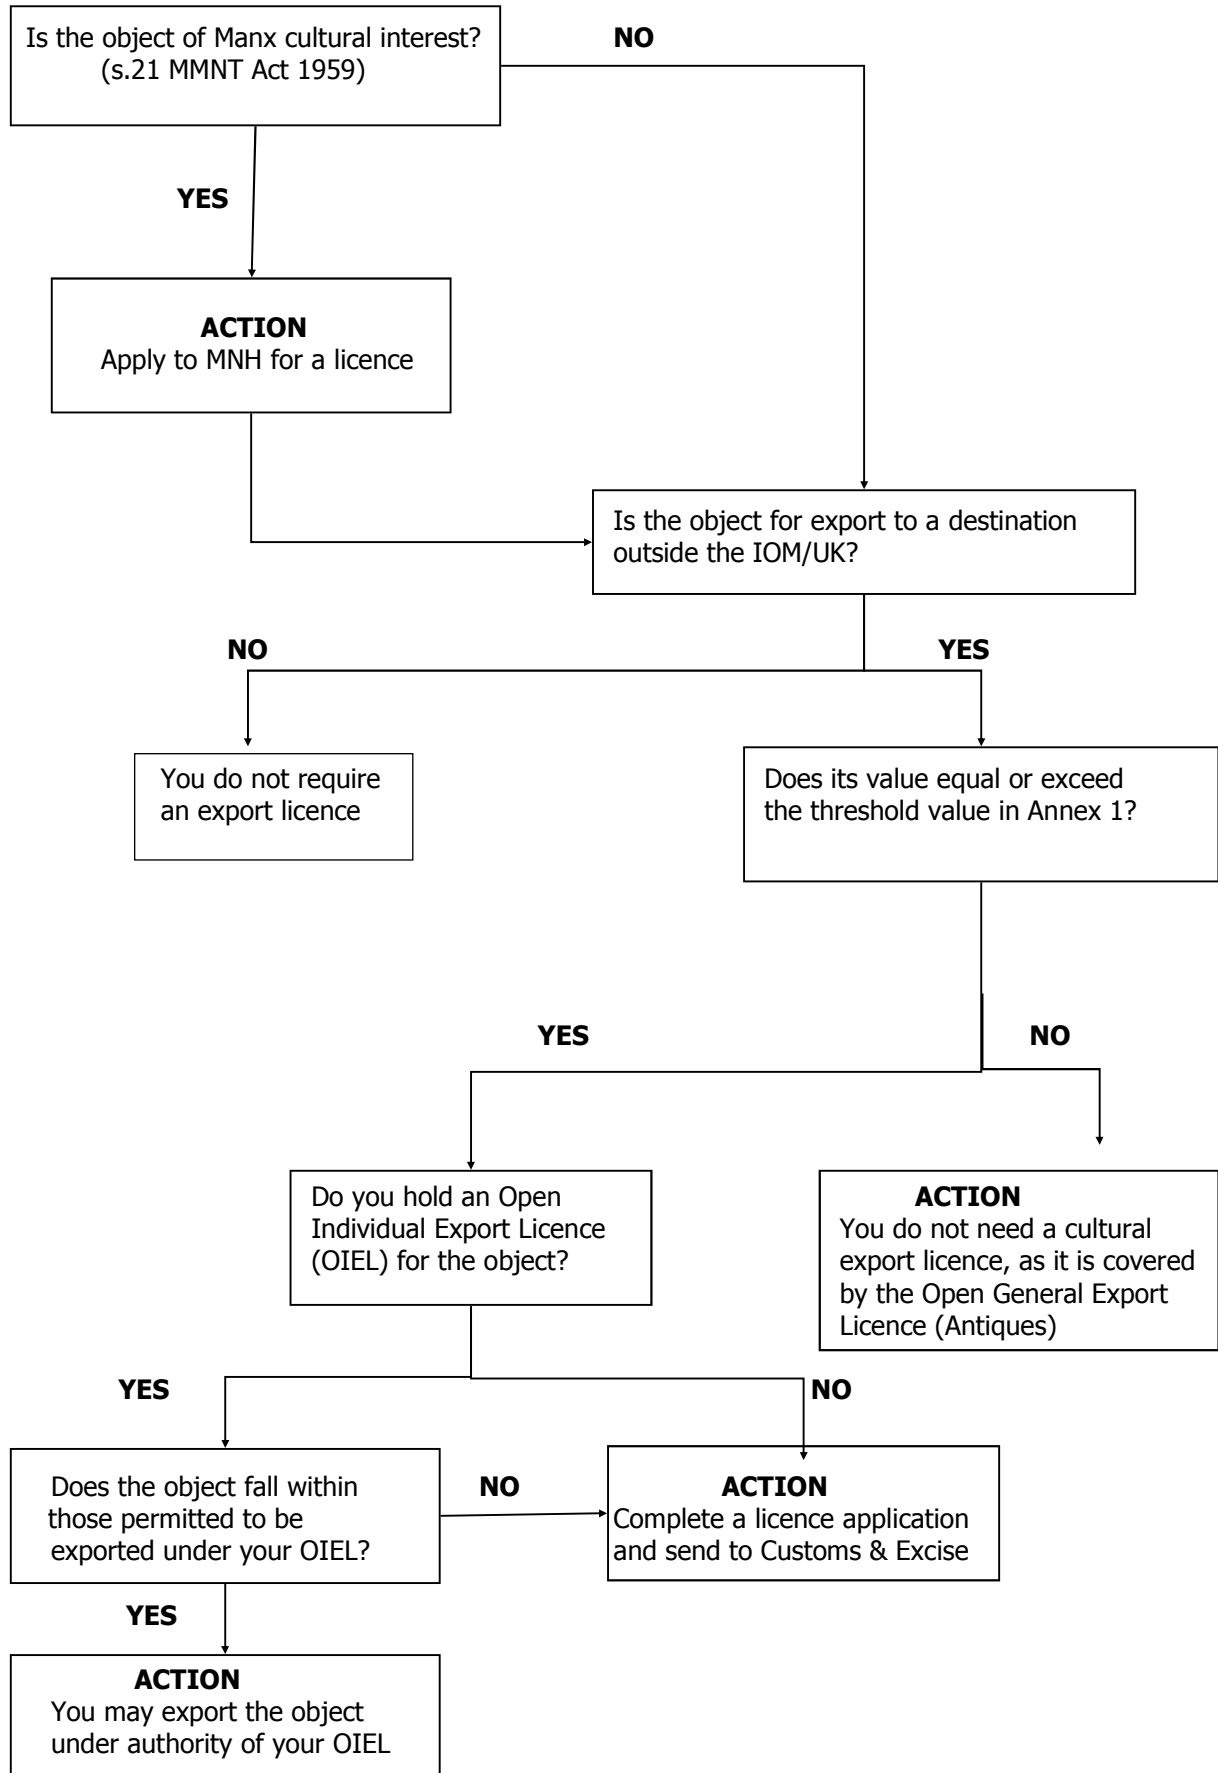 Is the object of Manx cultural interest?
(s.21 MMNT Act 1959)
NO
YES
ACTION
Apply to MNH for a licence
Is the object for export to a destination
outside the IOM/UK?
NO
YES
You do not require
an export licence
Does its value equal or exceed
the threshold value in Annex 1?
YES
NO
Do you hold an Open
Individual Export Licence
(OIEL) for the object?
ACTION
You do not need a cultural
export licence, as it is covered
by the Open General Export
Licence (Antiques)
YES
NO
Does the object fall within
those permitted to be
exported under your OIEL?
NO
ACTION
Complete a licence application
and send to Customs & Excise
YES
ACTION
You may export the object
under authority of your OIEL